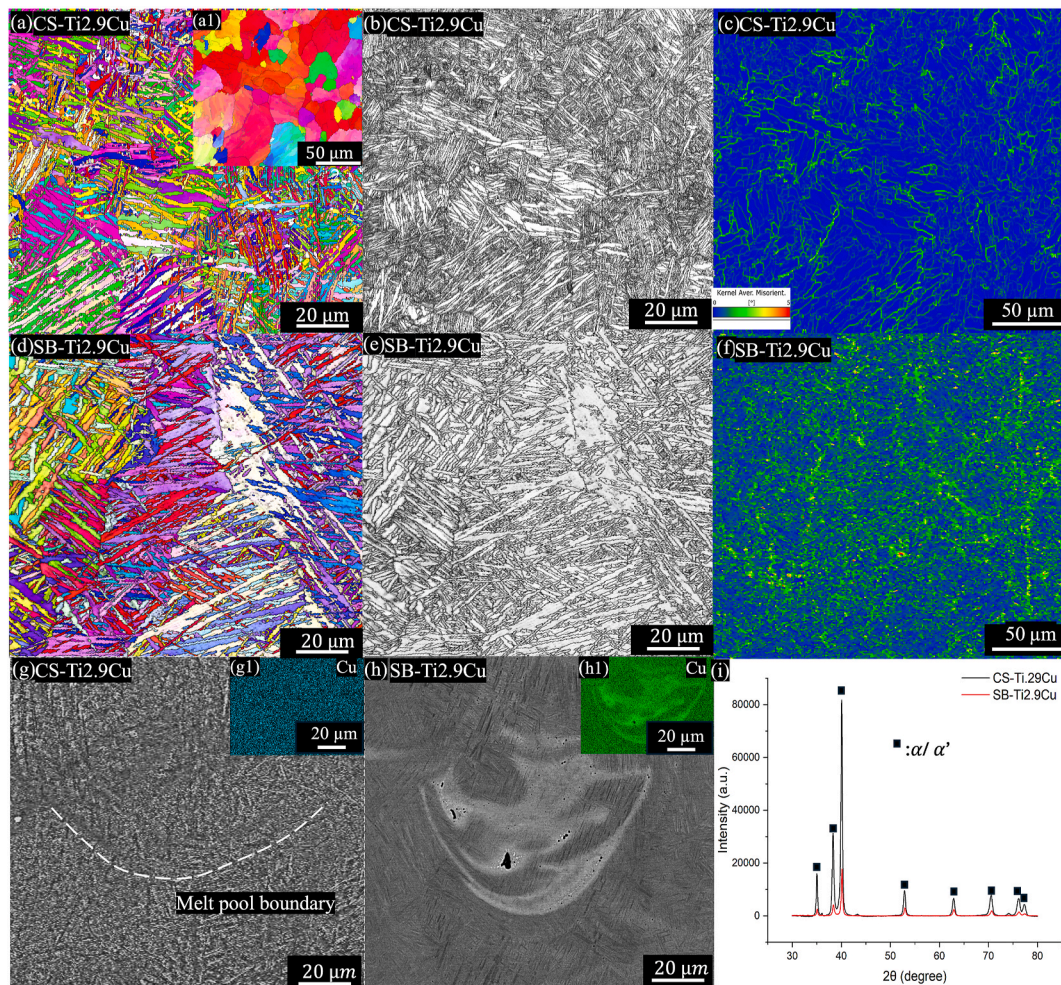 (a)CS-Ti2.9Cu
(a1)
50 μm
20 μm
(b)CS-Ti2.9Cu
20 μm
(c)CS-Ti2.9Cu
Kernel Aver. Misorient.
0 [°] 5
50 μm
(d)SB-Ti2.9Cu
20 μm
(e)SB-Ti2.9Cu
20 μm
(f)SB-Ti2.9Cu
50 μm
(g)CS-Ti2.9Cu
(g1) Cu
20 μm
Melt pool boundary
20 μm
(h)SB-Ti2.9Cu
(h1) Cu
20 μm
20 μm
(i)
CS-Ti.29Cu
SB-Ti2.9Cu
:α/ α’
Intensity (a.u.)
80000
60000
40000
20000
0
30 40 50 60 70 80
2θ (degree)